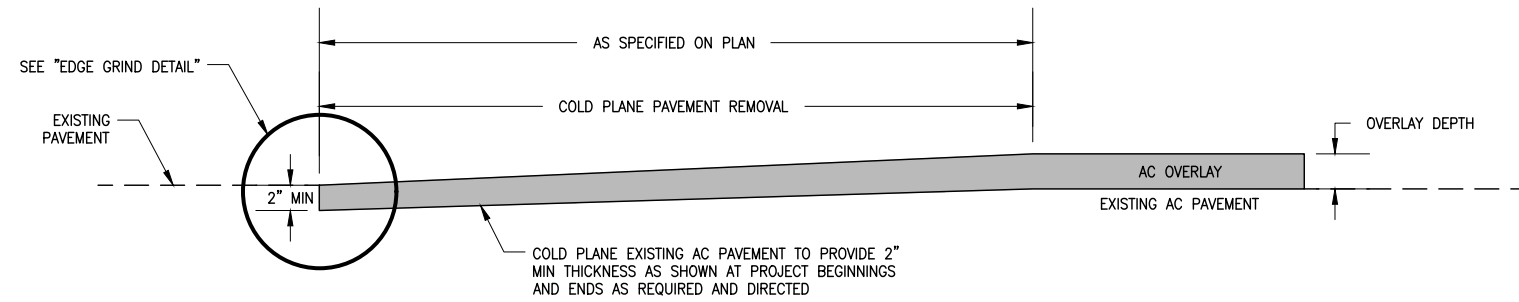 AS SPECIFIED ON PLAN
SEE "EDGE GRIND DETAIL"
COLD PLANE PAVEMENT REMOVAL
EXISTING
PAVEMENT
OVERLAY DEPTH
AC OVERLAY
2" MIN
EXISTING AC PAVEMENT
COLD PLANE EXISTING AC PAVEMENT TO PROVIDE 2"
MIN THICKNESS AS SHOWN AT PROJECT BEGINNINGS
AND ENDS AS REQUIRED AND DIRECTED